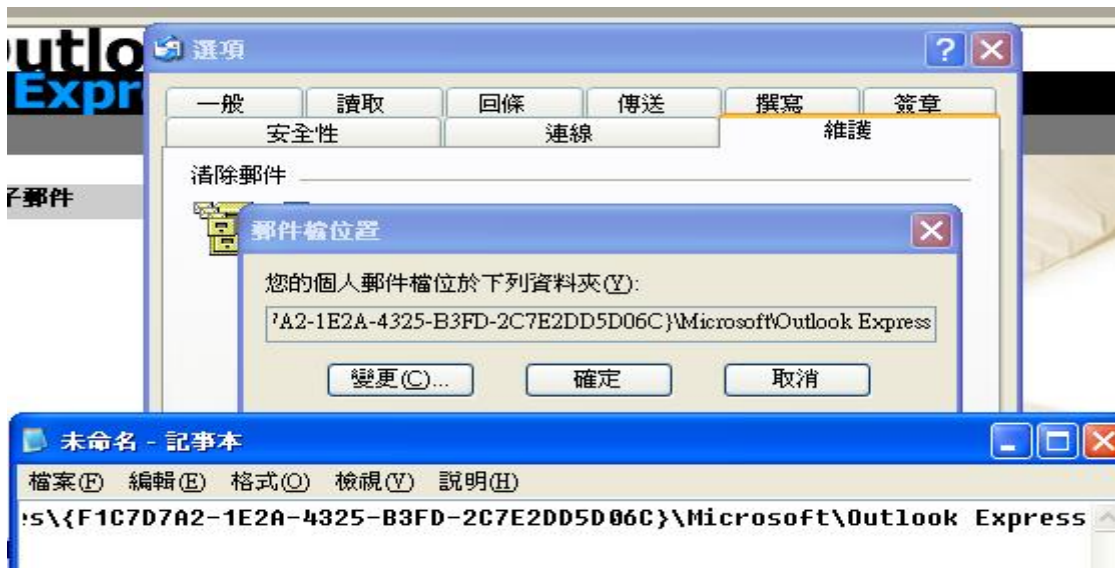 Outlo
Expr
選項
一般 讀取 回條 傳送 撰寫 簽章
安全性 連線 維護
清除郵件
子郵件
郵件檔位置
您的個人郵件檔位於下列資料夾(Y):
7A2-1E2A-4325-B3FD-2C7E2DD5D06C}\Microsoft\Outlook Express
變更(C)... 確定 取消
未命名 - 記事本
檔案(F) 編輯(E) 格式(O) 檢視(V) 說明(H)
s\{F1C7D7A2-1E2A-4325-B3FD-2C7E2DD5D06C}\Microsoft\Outlook Express